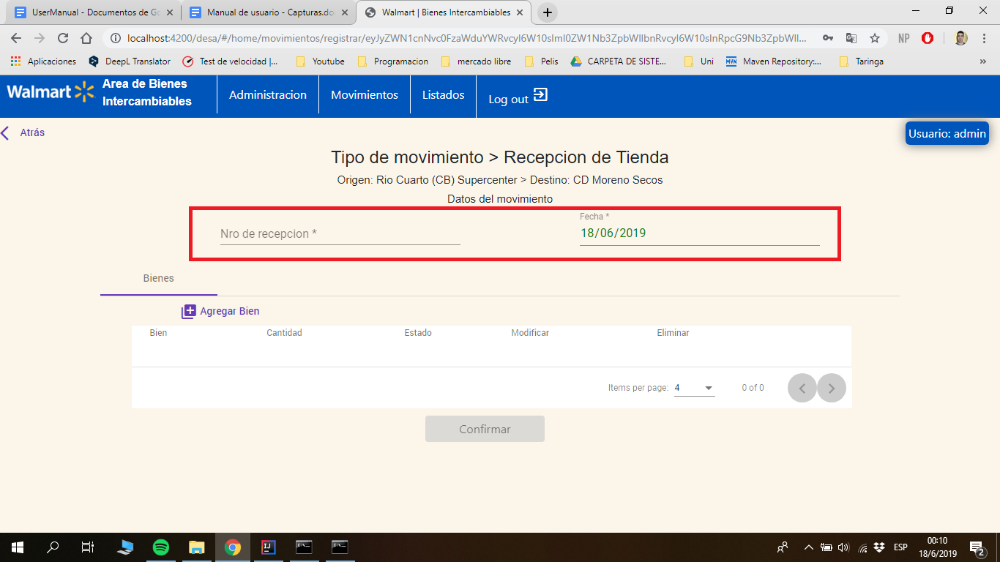 UserManual - Documentos de Go
Manual de usuario - Capturas.do
Walmart | Bienes Intercambiables
localhost:4200/desa/#/home/movimientos/registrar/eyJyZWN1cnNvc0FzaWduYWRvcyI6W10sImI0ZW1Nb3ZpbWllbnRvcyI6W10sInRpcG9Nb3ZpbWll...
NP
Aplicaciones
DeepL Translator
Test de velocidad |...
Youtube
Programacion
mercado libre
Pelis
CARPETA DE SISTE...
Uni
MVN
Maven Repository:...
Taringa
»
Walmart
Area de Bienes
Intercambiables
Administracion
Movimientos
Listados
Log out
Atrás
Usuario: admin
Tipo de movimiento > Recepcion de Tienda
Origen: Rio Cuarto (CB) Supercenter > Destino: CD Moreno Secos
Datos del movimiento
Nro de recepcion *
Fecha *
18/06/2019
Bienes
Agregar Bien
Bien Cantidad Estado Modificar Eliminar
Items per page: 4 0 of 0
Confirmar
ESP
00:10
18/6/2019
2